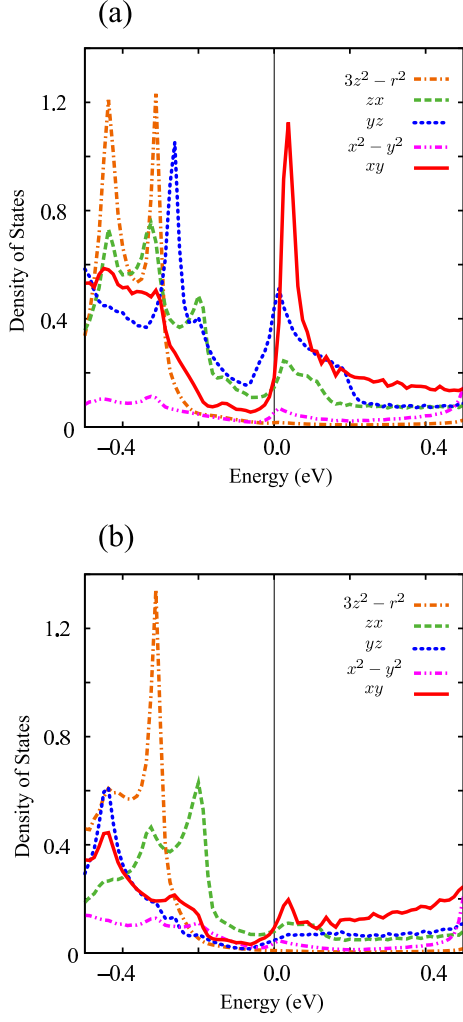 (a)
Density of States
1.2
0.8
0.4
0
3z² − r²
zx
yz
x² − y²
xy
−0.4
0.0
0.4
Energy (eV)
(b)
Density of States
1.2
0.8
0.4
0
3z² − r²
zx
yz
x² − y²
xy
−0.4
0.0
0.4
Energy (eV)